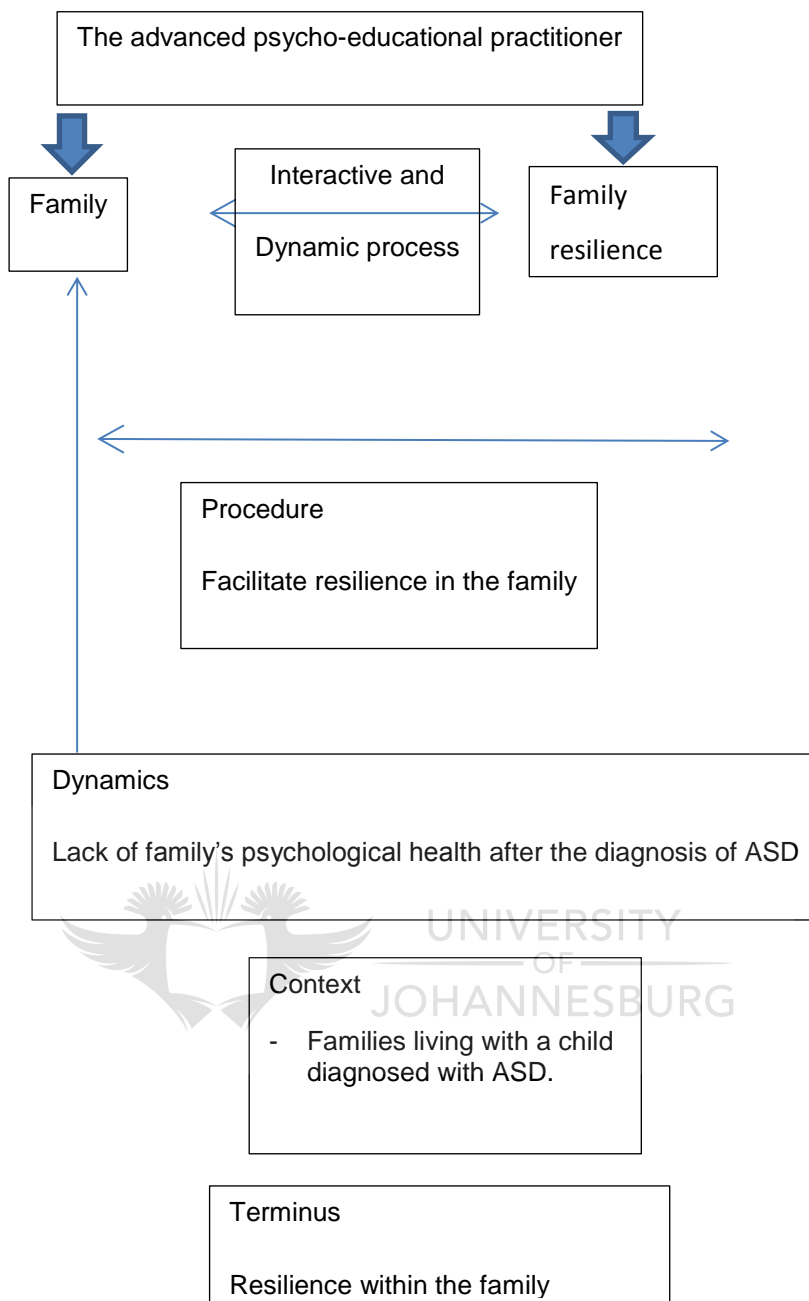 The advanced psycho-educational practitioner
Family
Interactive and
Dynamic process
Family
resilience
Procedure
Facilitate resilience in the family
Dynamics
Lack of family’s psychological health after the diagnosis of ASD
UNIVERSITY
OF
JOHANNESBURG
Context
- Families living with a child
diagnosed with ASD.
Terminus
Resilience within the family